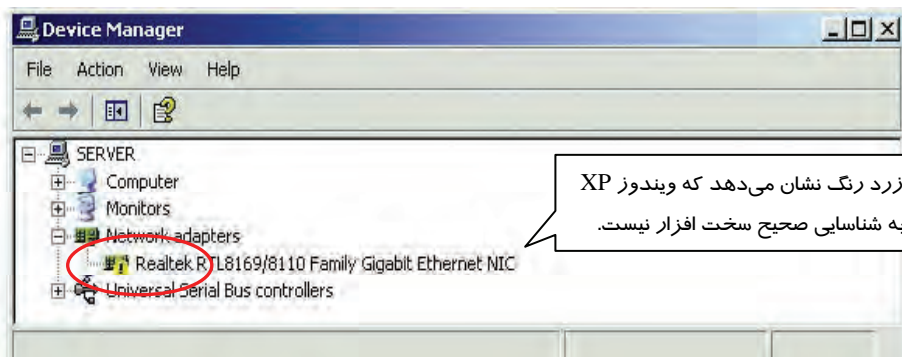 Device Manager
File Action View Help
SERVER
Computer
Monitors
Network adapters
Realtek RTL8169/8110 Family Gigabit Ethernet NIC
Universal Serial Bus controllers
زرد رنگ نشان می‌دهد که ویندوز XP
به شناسایی صحیح سخت افزار نیست.